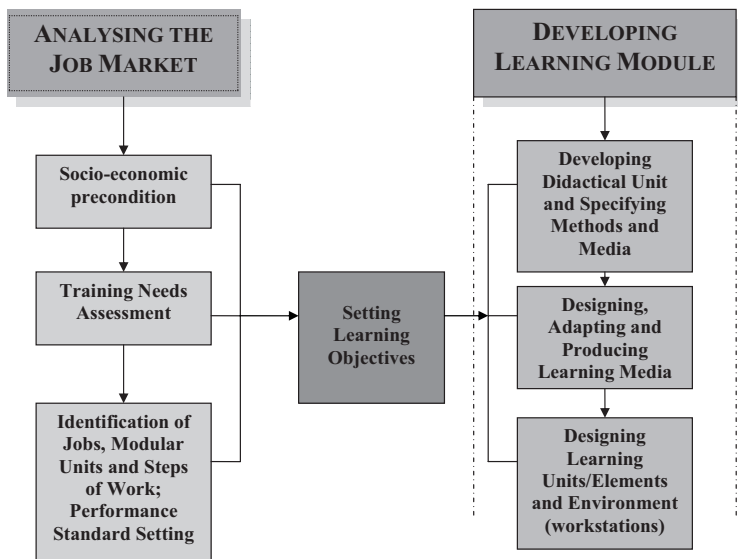 ANALYSING THE
JOB MARKET
Socio-economic
precondition
Training Needs
Assessment
Identification of
Jobs, Modular
Units and Steps
of Work;
Performance
Standard Setting
Setting
Learning
Objectives
DEVELOPING
LEARNING MODULE
Developing
Didactical Unit
and Specifying
Methods and
Media
Designing,
Adapting and
Producing
Learning Media
Designing
Learning
Units/Elements
and Environment
(workstations)